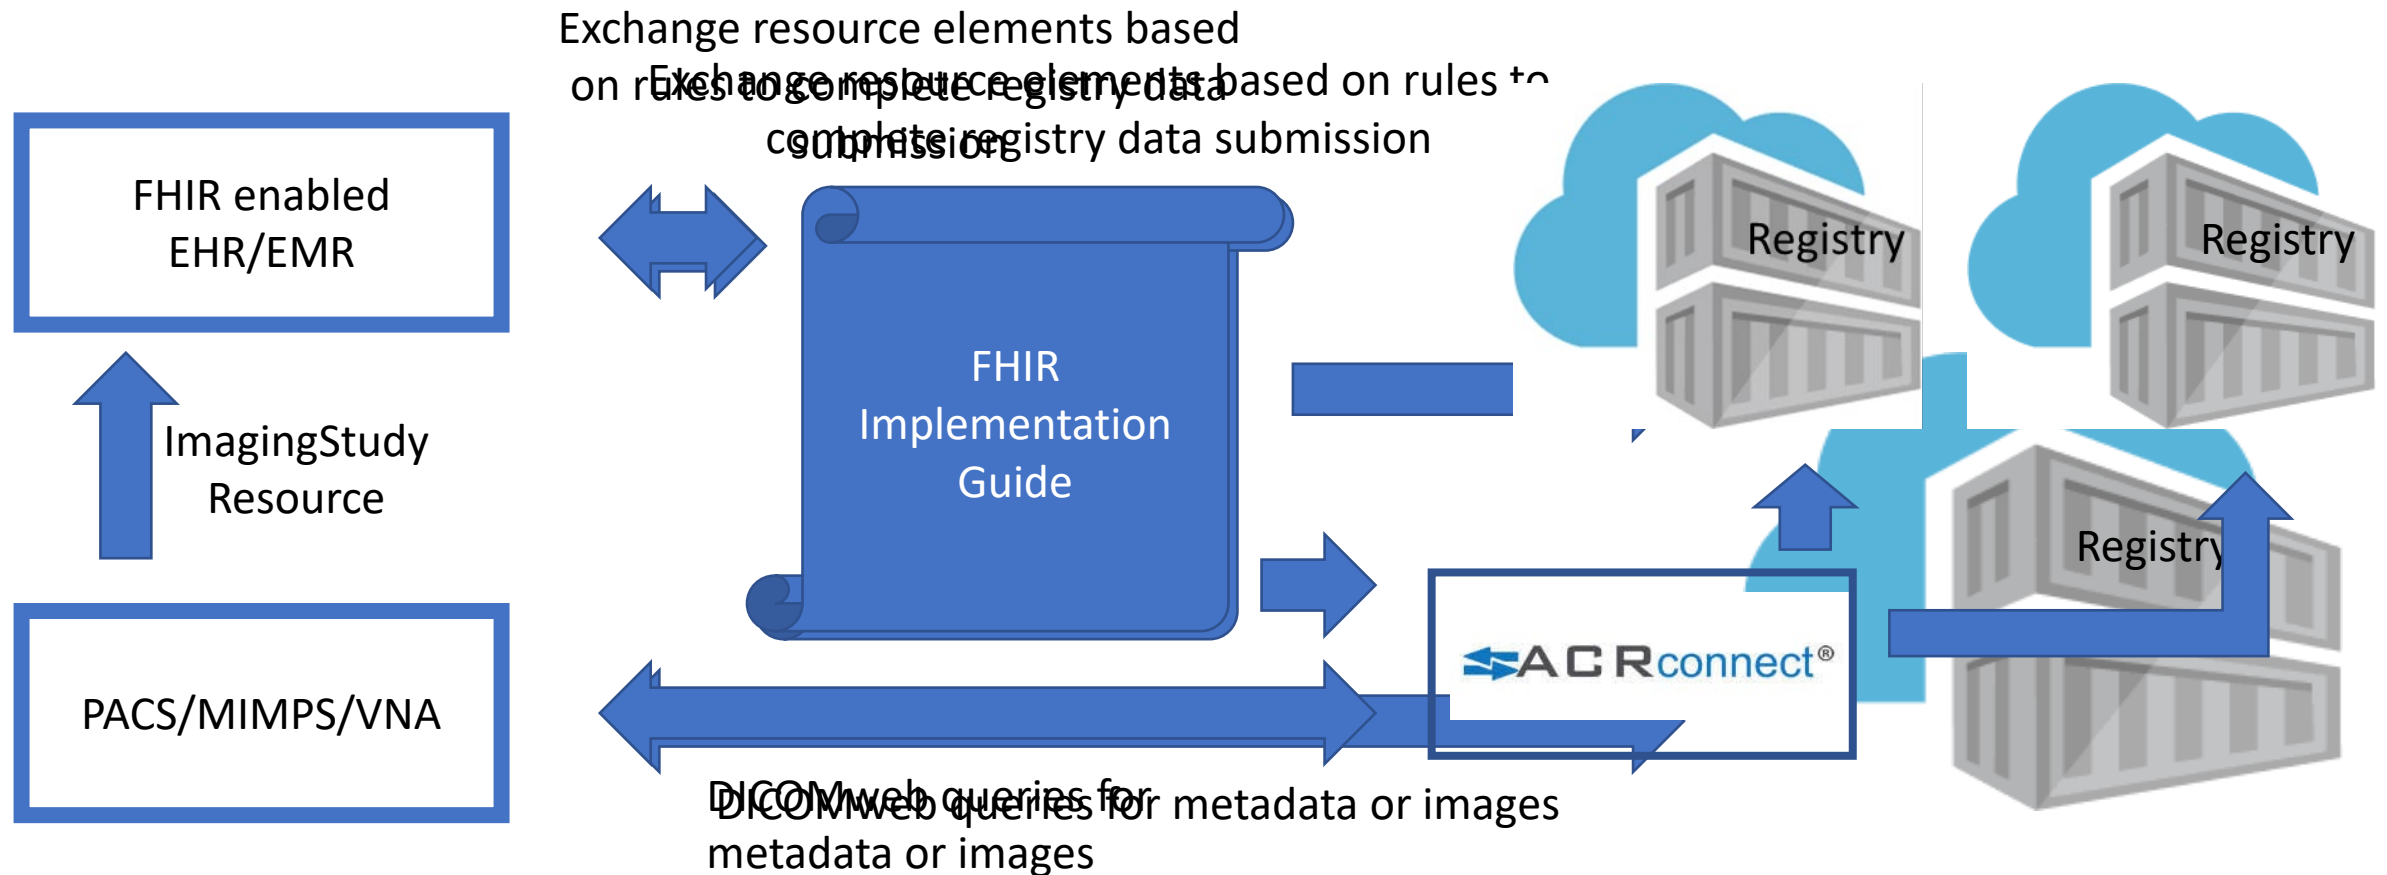 Exchange resource elements based
on rules to complete registry data
submission
Exchange resource elements based on rules to
complete registry data submission
FHIR enabled
EHR/EMR
Registry
Registry
FHIR
Implementation
Guide
ImagingStudy
Resource
Registry
PACS/MIMPS/VNA
ACRconnect®
DICOMweb queries for
metadata or images
DICOMweb queries for metadata or images